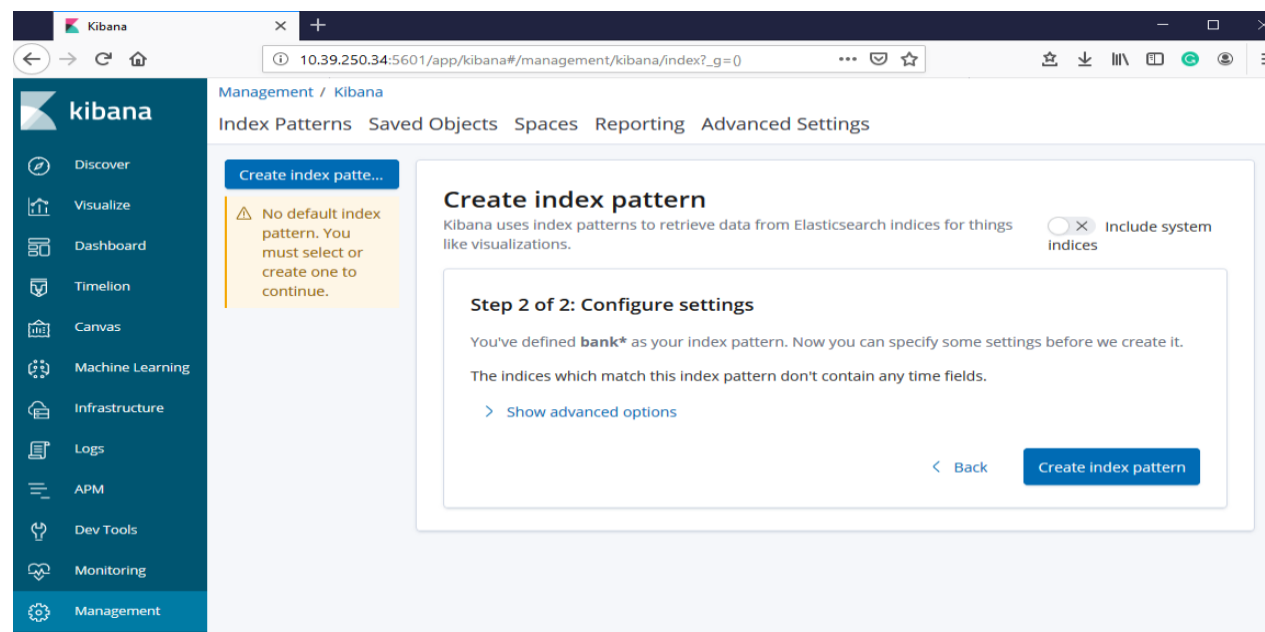 Kibana
10.39.250.34:5601/app/kibana#/management/kibana/index?_g=()
kibana
Discover
Visualize
Dashboard
Timelion
Canvas
Machine Learning
Infrastructure
Logs
APM
Dev Tools
Monitoring
Management
Management / Kibana
Index Patterns Saved Objects Spaces Reporting Advanced Settings
Create index patte...
No default index
pattern. You
must select or
create one to
continue.
Create index pattern
Kibana uses index patterns to retrieve data from Elasticsearch indices for things
like visualizations.
Include system
indices
Step 2 of 2: Configure settings
You've defined bank* as your index pattern. Now you can specify some settings before we create it.
The indices which match this index pattern don't contain any time fields.
Show advanced options
Back
Create index pattern